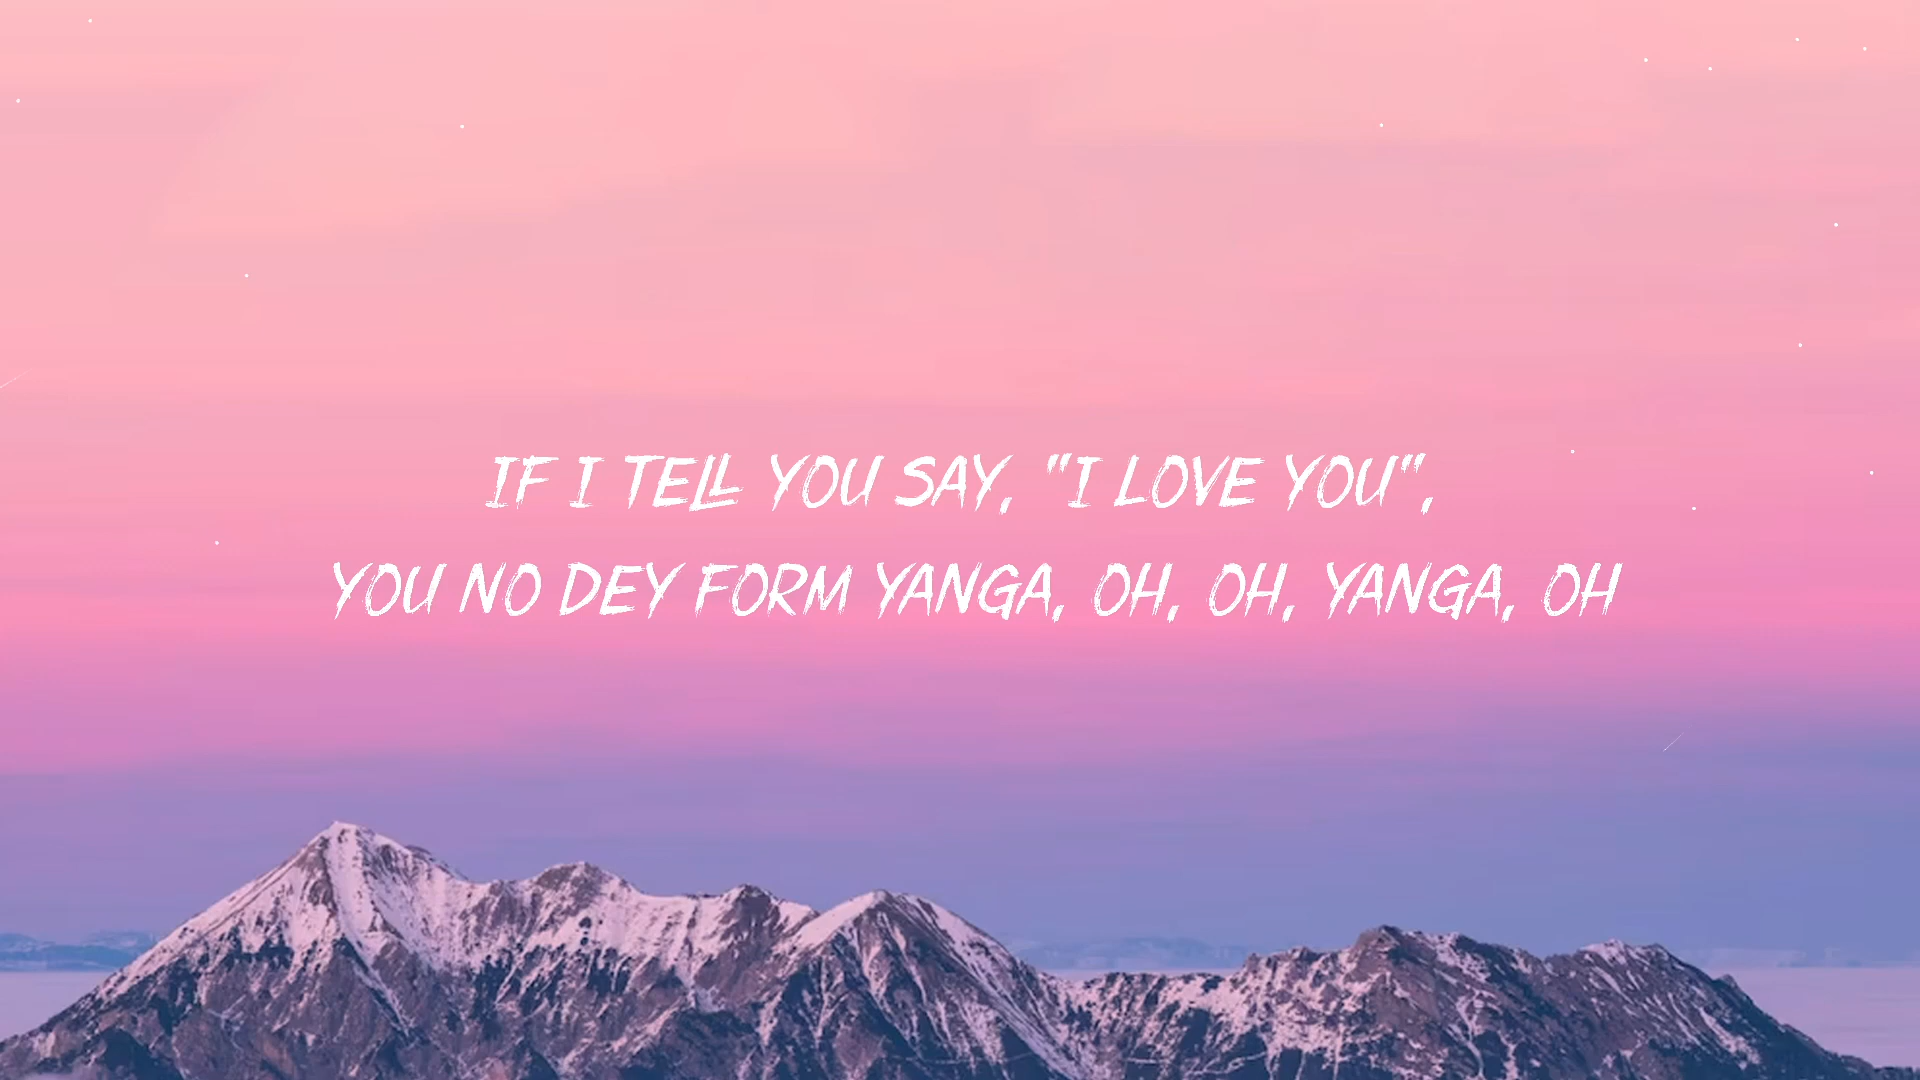 IF I TELL YOU SAY, "I LOVE YOU",
YOU NO DEY FORM YANGA, OH, OH, YANGA, OH